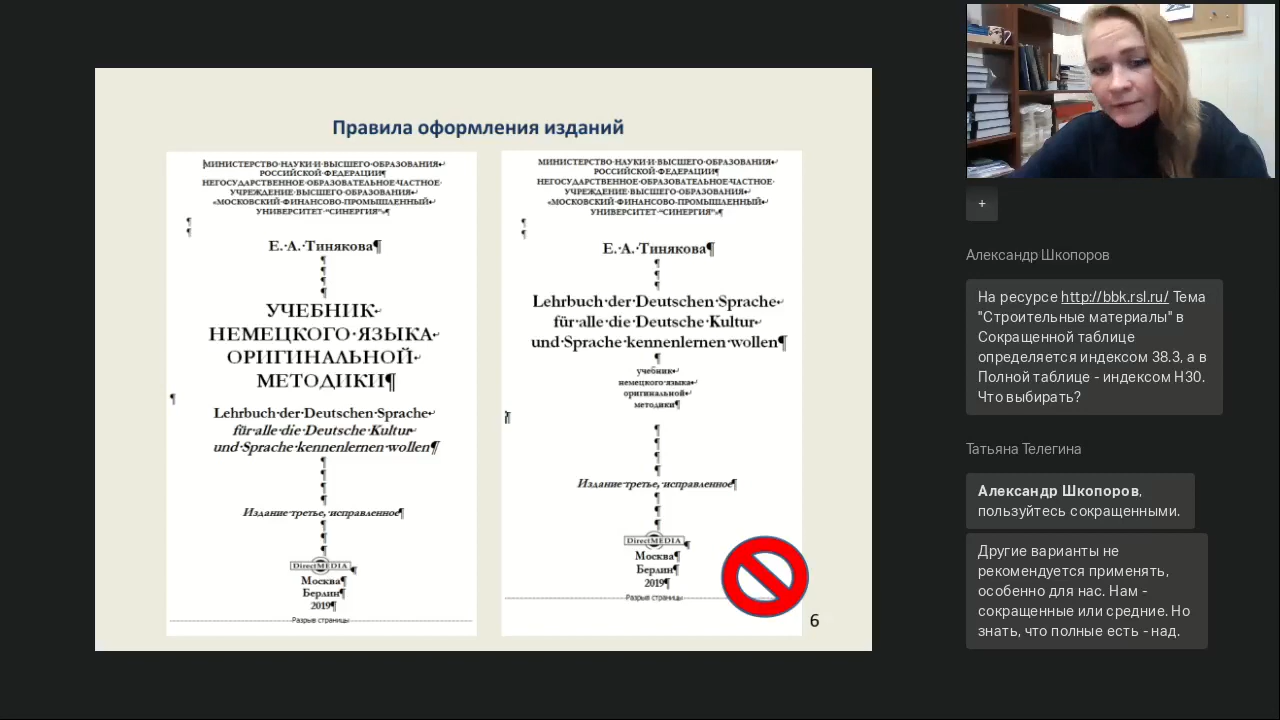 Правила оформления изданий
МИНИСТЕРСТВО·НАУКИ·И·ВЫСШЕГО·ОБРАЗОВАНИЯ↵
РОССИЙСКОЙ·ФЕДЕРАЦИИ¶
НЕГОСУДАРСТВЕННОЕ·ОБРАЗОВАТЕЛЬНОЕ·ЧАСТНОЕ·
УЧРЕЖДЕНИЕ·ВЫСШЕГО·ОБРАЗОВАНИЯ↵
«МОСКОВСКИЙ·ФИНАНСОВО-ПРОМЫШЛЕННЫЙ↵
УНИВЕРСИТЕТ·“СИНЕРГИЯ”»¶
¶
¶
Е.·А.·Тинякова¶
¶
¶
¶
¶
УЧЕБНИК↵
НЕМЕЦКОГО·ЯЗЫКА↵
ОРИГИНАЛЬНОЙ↵
МЕТОДИКИ¶
¶
Lehrbuch·der·Deutschen·Sprache↵
für·alle·die·Deutsche·Kultur↵
und·Sprache·kennenlernen·wollen¶
¶
¶
¶
¶
Издание·третье,·исправленное¶
¶
¶
¶
DirectMEDIA¶
Москва¶
Берлин¶
2019¶
Разрыв страницы
МИНИСТЕРСТВО·НАУКИ·И·ВЫСШЕГО·ОБРАЗОВАНИЯ↵
РОССИЙСКОЙ·ФЕДЕРАЦИИ¶
НЕГОСУДАРСТВЕННОЕ·ОБРАЗОВАТЕЛЬНОЕ·ЧАСТНОЕ·
УЧРЕЖДЕНИЕ·ВЫСШЕГО·ОБРАЗОВАНИЯ↵
«МОСКОВСКИЙ·ФИНАНСОВО-ПРОМЫШЛЕННЫЙ↵
УНИВЕРСИТЕТ·“СИНЕРГИЯ”»¶
¶
¶
Е.·А.·Тинякова¶
¶
¶
¶
Lehrbuch·der·Deutschen·Sprache↵
für·alle·die·Deutsche·Kultur↵
und·Sprache·kennenlernen·wollen¶
¶
учебник↵
немецкого·языка↵
оригинальной↵
методики¶
¶
¶
¶
¶
¶
Издание·третье,·исправленное¶
¶
¶
¶
DirectMEDIA¶
Москва¶
Берлин¶
2019¶
Разрыв страницы
6
+
Александр Шкопоров
На ресурсе http://bbk.rsl.ru/ Тема
"Строительные материалы" в
Сокращенной таблице
определяется индексом 38.3, а в
Полной таблице - индексом Н30.
Что выбирать?
Татьяна Телегина
Александр Шкопоров,
пользуйтесь сокращенными.
Другие варианты не
рекомендуется применять,
особенно для нас. Нам -
сокращенные или средние. Но
знать, что полные есть - над.